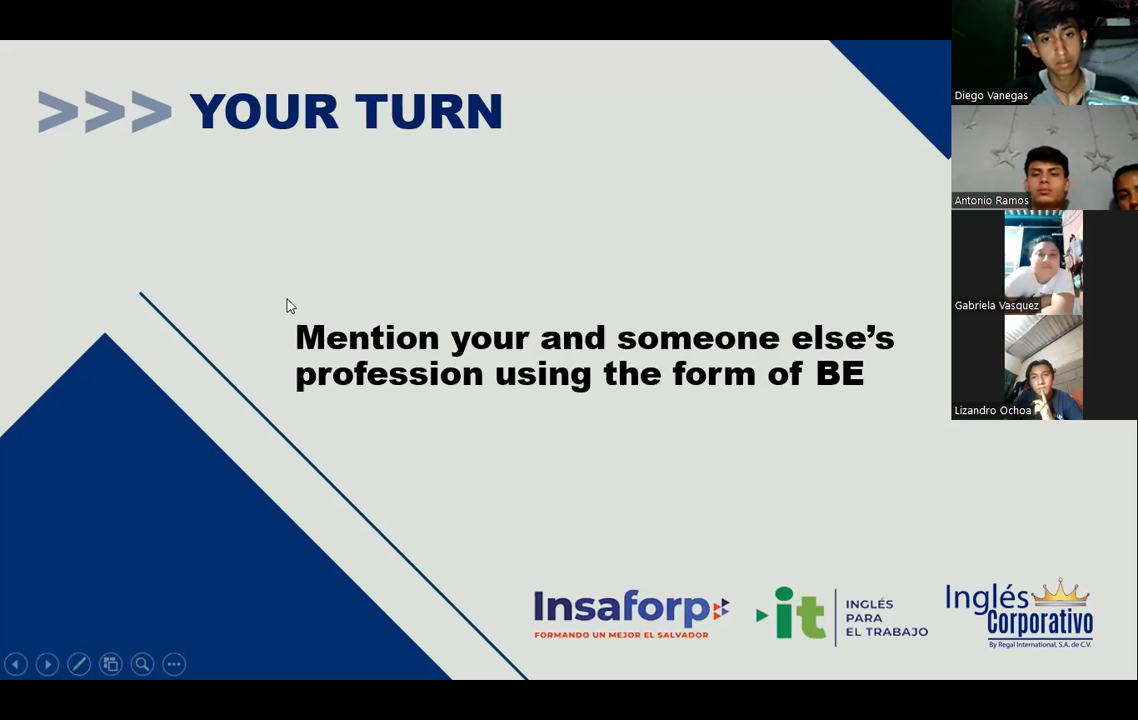 >>> YOUR TURN
Mention your and someone else’s
profession using the form of BE
Diego Vanegas
Antonio Ramos
Gabriela Vasquez
Lizandro Ochoa
Insaforp
FORMANDO UN MEJOR EL SALVADOR
it
INGLÉS
PARA
EL TRABAJO
Inglés
Corporativo
By Regal International, S.A. de C.V.